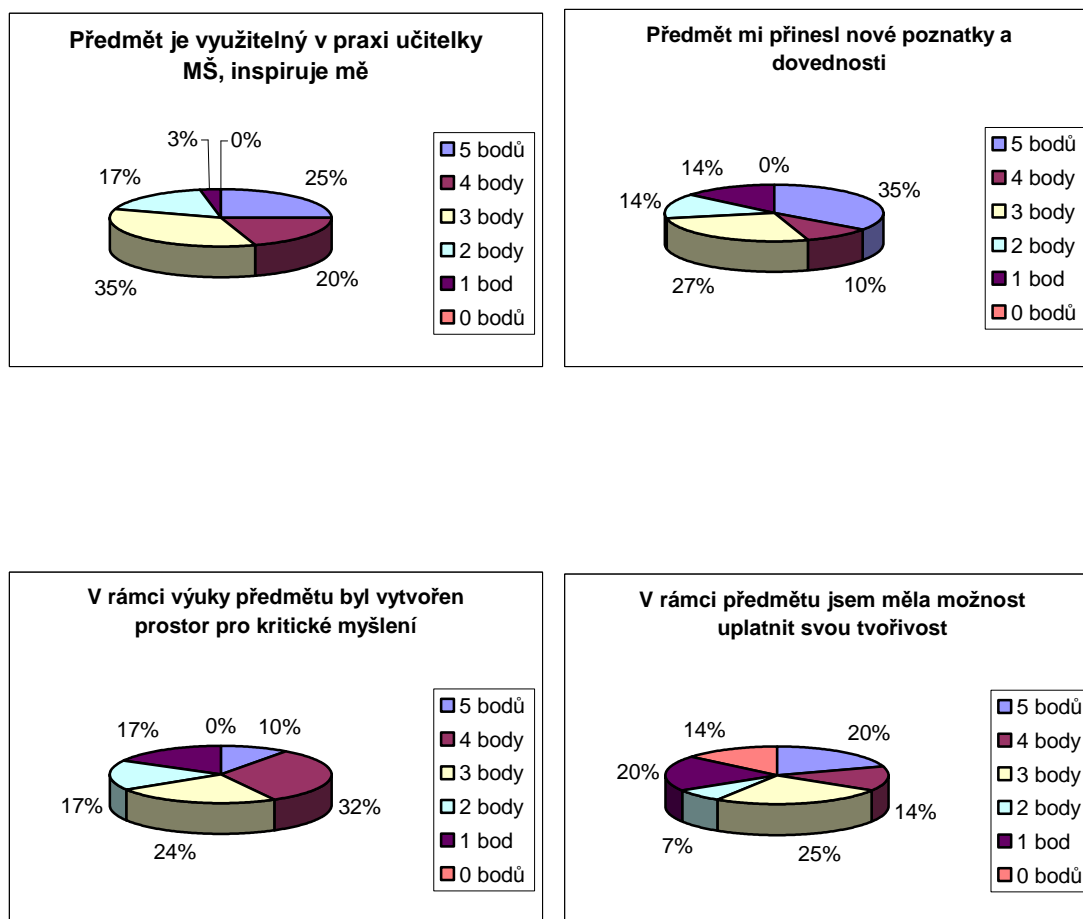 Předmět je využitelný v praxi učitelky
MŠ, inspiruje mě
3%
0%
17%
25%
35%
20%
5 bodů
4 body
3 body
2 body
1 bod
0 bodů
Předmět mi přinesl nové poznatky a
dovednosti
14%
0%
14%
35%
27%
10%
5 bodů
4 body
3 body
2 body
1 bod
0 bodů
V rámci výuky předmětu byl vytvořen
prostor pro kritické myšlení
17%
0%
10%
17%
32%
24%
5 bodů
4 body
3 body
2 body
1 bod
0 bodů
V rámci předmětu jsem měla možnost
uplatnit svou tvořivost
14%
20%
20%
14%
7%
25%
5 bodů
4 body
3 body
2 body
1 bod
0 bodů